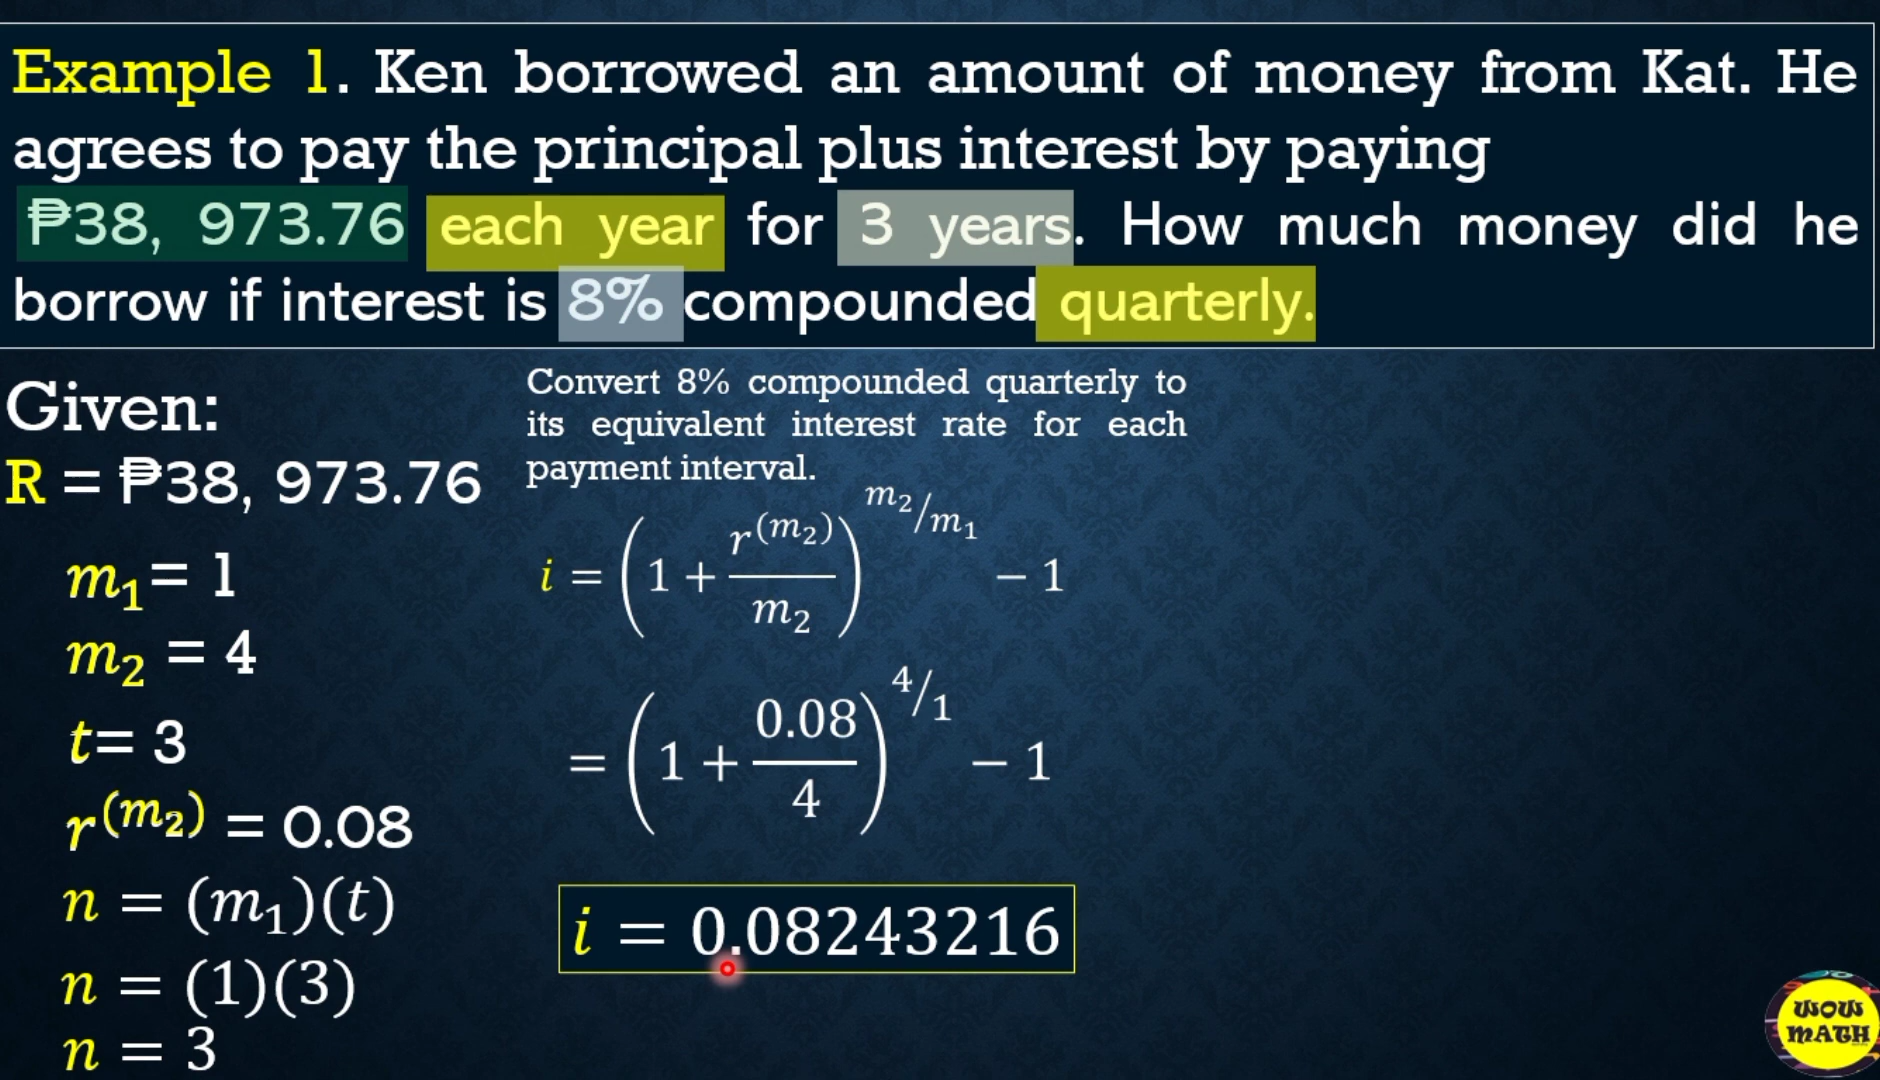 Example 1. Ken borrowed an amount of money from Kat. He
agrees to pay the principal plus interest by paying
₱38, 973.76 each year for 3 years. How much money did he
borrow if interest is 8% compounded quarterly.
Given:
R = ₱38, 973.76
m₁= 1
m₂ = 4
t= 3
r^(m₂) = 0.08
n = (m₁)(t)
n = (1)(3)
n = 3
Convert 8% compounded quarterly to
its equivalent interest rate for each
payment interval.
i = (1 + r^(m₂)/m₂)^(m₂/m₁) − 1
= (1 + 0.08/4)^(4/1) − 1
i = 0.08243216
WOW
MATH